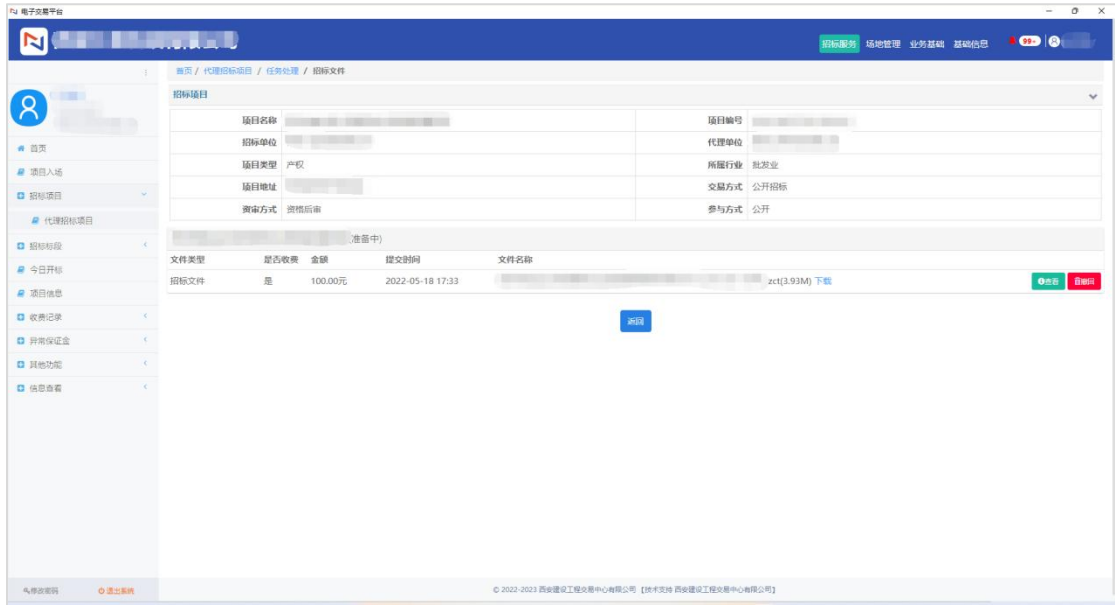 电子交易平台
招标服务 场地管理 业务基础 基础信息 99+
首页 / 代理招标项目 / 任务处理 / 招标文件
招标项目
项目名称 项目编号
招标单位 代理单位
项目类型 产权 所属行业 批发业
项目地址 交易方式 公开招标
资审方式 资格后审 参与方式 公开
准备中)
文件类型 是否收费 金额 提交时间 文件名称
招标文件 是 100.00元 2022-05-18 17:33 zct(3.93M) 下载 查看 撤回
返回
首页
项目入场
招标项目
代理招标项目
招标标段
今日开标
项目信息
收费记录
异常保证金
其他功能
信息查看
修改密码 退出系统
© 2022-2023 西安建设工程交易中心有限公司 【技术支持 西安建设工程交易中心有限公司】